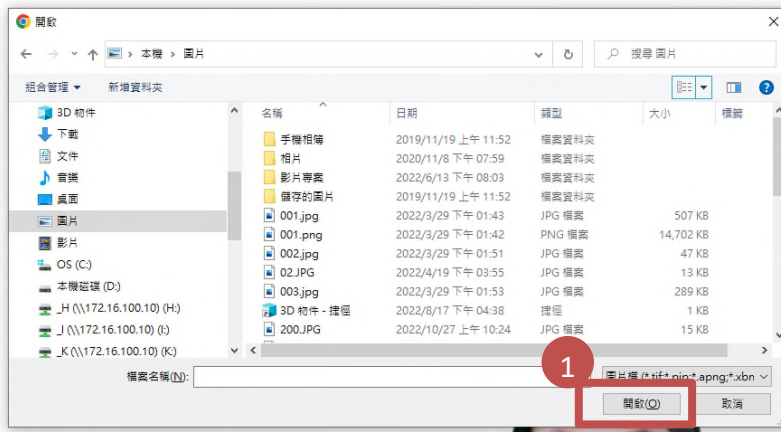 開啟
本機 › 圖片
搜尋 圖片
組合管理 新增資料夾
名稱 日期 類型 大小 標籤
3D 物件
下載
文件
音樂
桌面
圖片
影片
OS (C:)
本機磁碟 (D:)
_H (\\172.16.100.10) (H:)
_I (\\172.16.100.10) (I:)
_K (\\172.16.100.10) (K:)
手機相簿 2019/11/19 上午 11:52 檔案資料夾
相片 2020/11/8 下午 07:59 檔案資料夾
影片專案 2022/6/13 下午 08:03 檔案資料夾
儲存的圖片 2019/11/19 上午 11:52 檔案資料夾
001.jpg 2022/3/29 下午 01:43 JPG 檔案 507 KB
001.png 2022/3/29 下午 01:42 PNG 檔案 14,702 KB
002.jpg 2022/3/29 下午 01:51 JPG 檔案 47 KB
02.JPG 2022/4/19 下午 03:55 JPG 檔案 13 KB
003.jpg 2022/3/29 下午 01:53 JPG 檔案 289 KB
3D 物件 - 捷徑 2022/8/17 下午 04:38 捷徑 1 KB
200.JPG 2022/10/27 上午 10:24 JPG 檔案 15 KB
檔案名稱(N):
圖片檔 (*.tif;*.pjp;*.apng;*.xbn
1
開啟(O) 取消